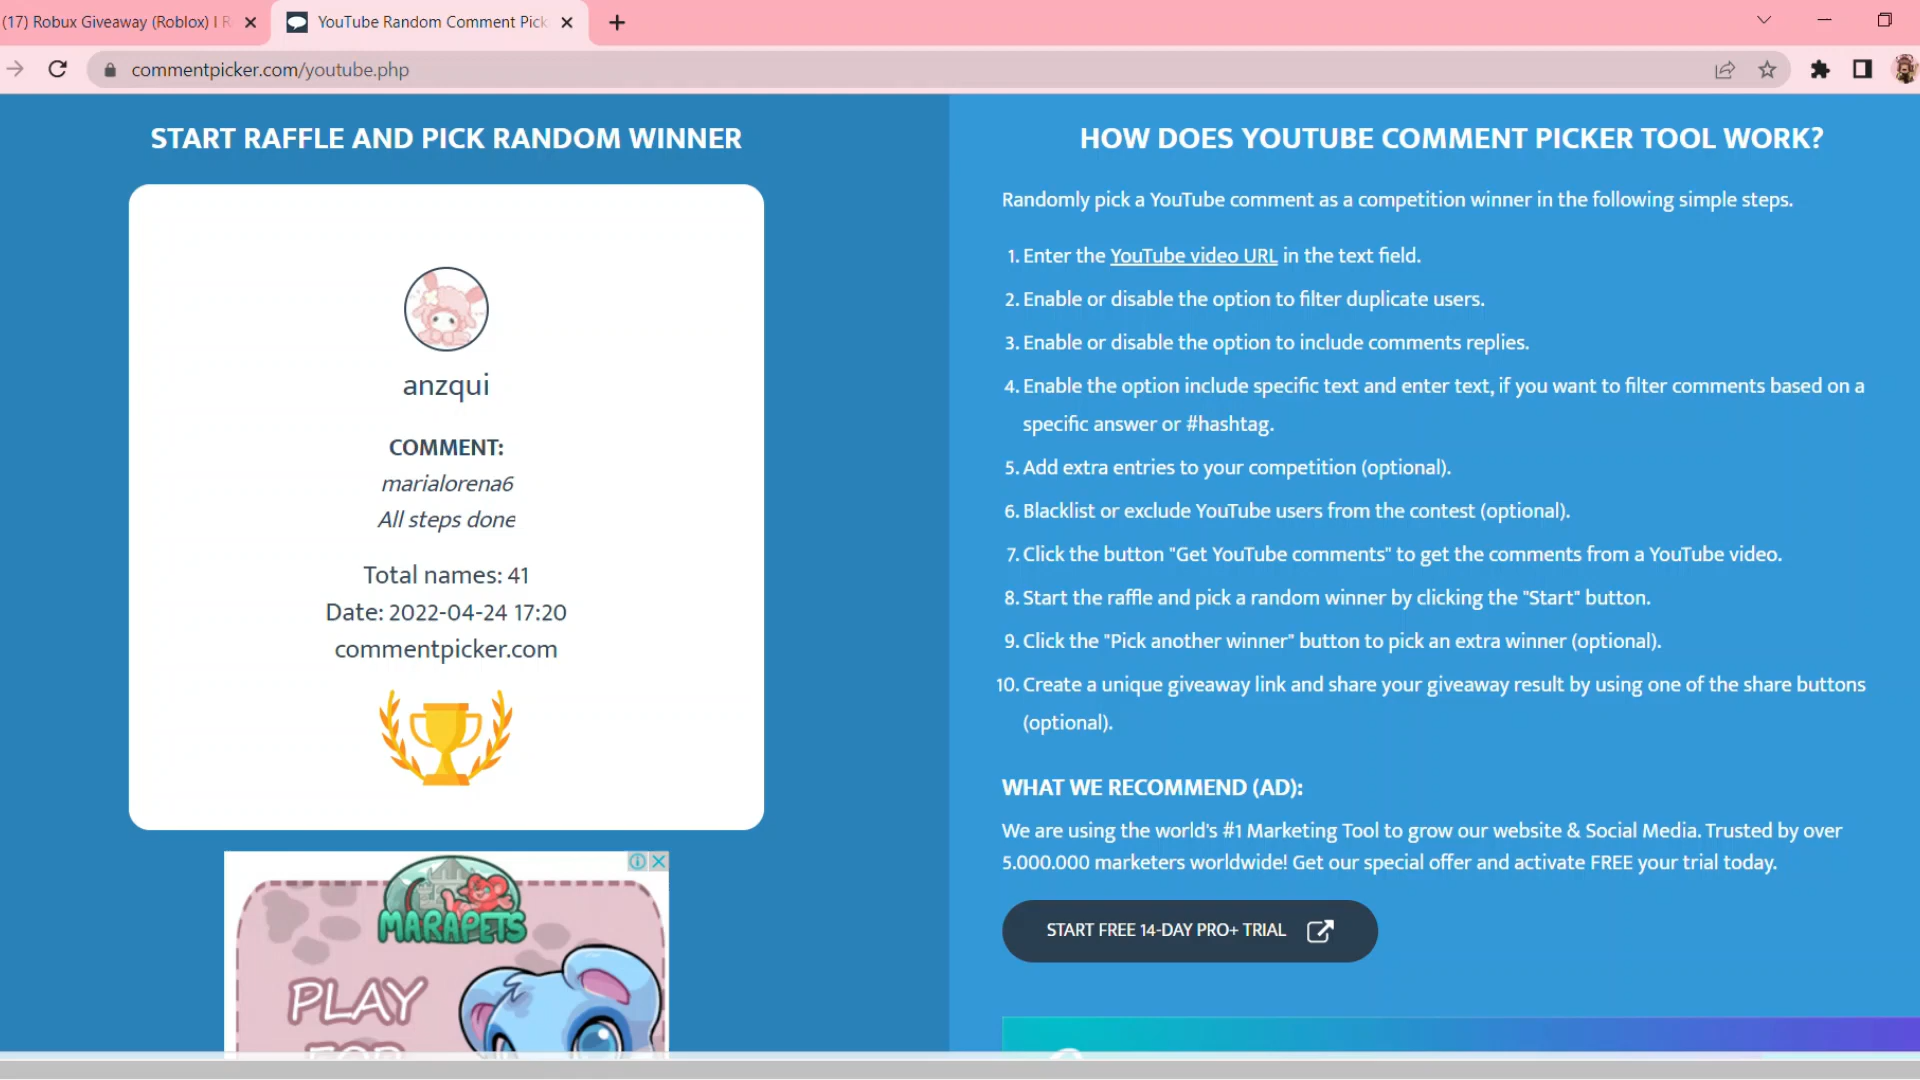 (17) Robux Giveaway (Roblox) I R
YouTube Random Comment Pick
commentpicker.com/youtube.php
START RAFFLE AND PICK RANDOM WINNER
anzqui
COMMENT:
marialorena6
All steps done
Total names: 41
Date: 2022-04-24 17:20
commentpicker.com
MARAPETS
PLAY
FOR
HOW DOES YOUTUBE COMMENT PICKER TOOL WORK?
Randomly pick a YouTube comment as a competition winner in the following simple steps.
1. Enter the YouTube video URL in the text field.
2. Enable or disable the option to filter duplicate users.
3. Enable or disable the option to include comments replies.
4. Enable the option include specific text and enter text, if you want to filter comments based on a
specific answer or #hashtag.
5. Add extra entries to your competition (optional).
6. Blacklist or exclude YouTube users from the contest (optional).
7. Click the button "Get YouTube comments" to get the comments from a YouTube video.
8. Start the raffle and pick a random winner by clicking the "Start" button.
9. Click the "Pick another winner" button to pick an extra winner (optional).
10. Create a unique giveaway link and share your giveaway result by using one of the share buttons
(optional).
WHAT WE RECOMMEND (AD):
We are using the world's #1 Marketing Tool to grow our website & Social Media. Trusted by over
5.000.000 marketers worldwide! Get our special offer and activate FREE your trial today.
START FREE 14-DAY PRO+ TRIAL